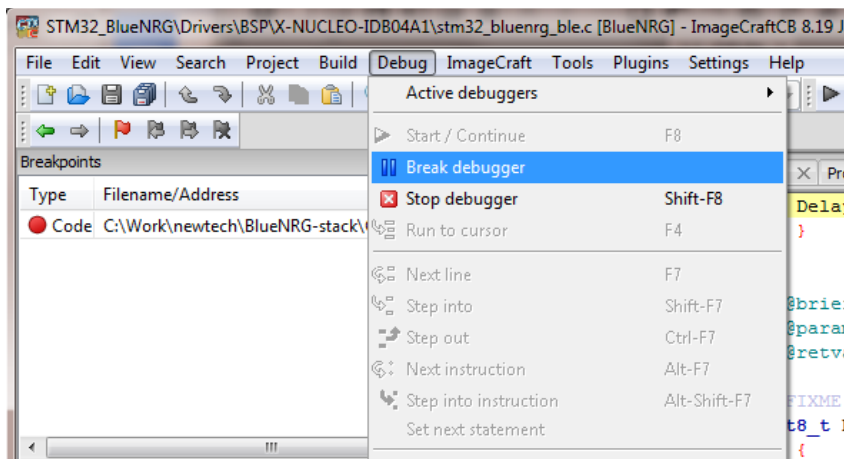 STM32_BlueNRG\Drivers\BSP\X-NUCLEO-IDB04A1\stm32_bluenrg_ble.c [BlueNRG] - ImageCraftCB 8.19 J
File Edit View Search Project Build Debug ImageCraft Tools Plugins Settings Help
Active debuggers
Start / Continue F8
Breakpoints
Break debugger
Type Filename/Address
Stop debugger Shift-F8
Code C:\Work\newtech\BlueNRG-stack\
Run to cursor F4
Next line F7
Step into Shift-F7
Step out Ctrl-F7
Next instruction Alt-F7
Step into instruction Alt-Shift-F7
Set next statement
Pr
Dela
}
@brie
@para
@retv
FIXME
t8_t
{